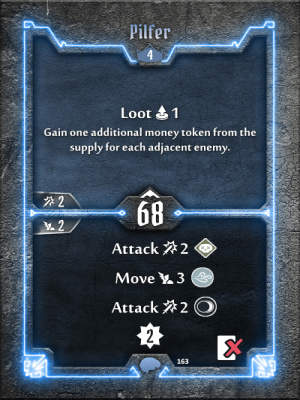 Pilfer
4
Loot 1
Gain one additional money token from the
supply for each adjacent enemy.
2
68
2
Attack 2
Move 3
Attack 2
2
163